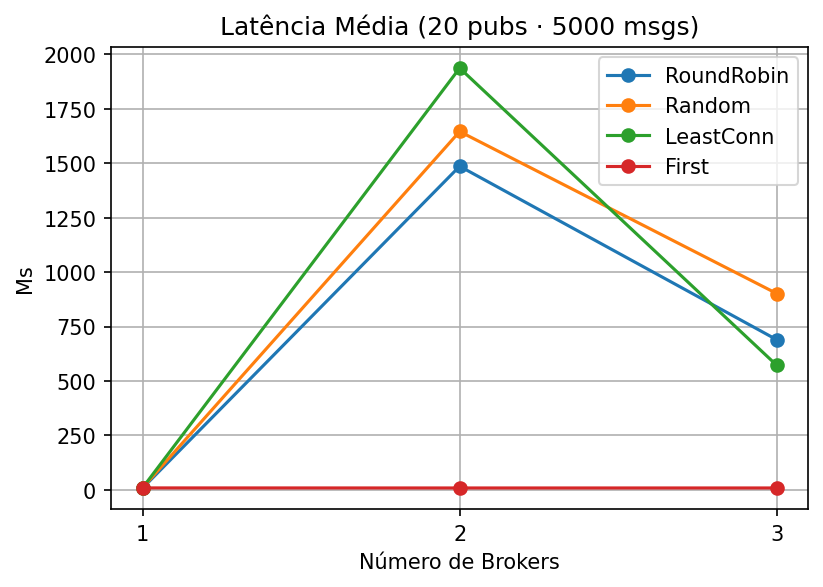 Latência Média (20 pubs · 5000 msgs)
2000
1750
1500
1250
1000
750
500
250
0
Ms
RoundRobin
Random
LeastConn
First
1 2 3
Número de Brokers